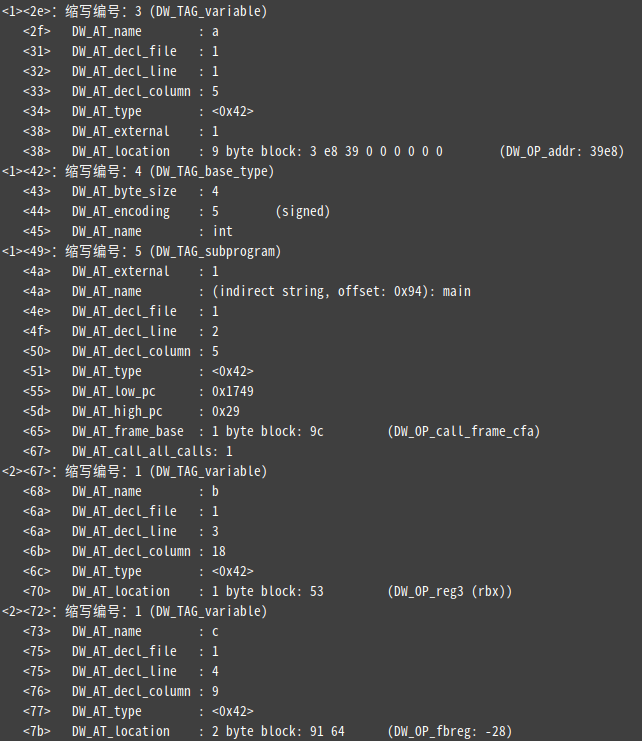 <1><2e>: 缩写编号: 3 (DW_TAG_variable)
<2f> DW_AT_name : a
<31> DW_AT_decl_file : 1
<32> DW_AT_decl_line : 1
<33> DW_AT_decl_column : 5
<34> DW_AT_type : <0x42>
<38> DW_AT_external : 1
<38> DW_AT_location : 9 byte block: 3 e8 39 0 0 0 0 0 0 (DW_OP_addr: 39e8)
<1><42>: 缩写编号: 4 (DW_TAG_base_type)
<43> DW_AT_byte_size : 4
<44> DW_AT_encoding : 5 (signed)
<45> DW_AT_name : int
<1><49>: 缩写编号: 5 (DW_TAG_subprogram)
<4a> DW_AT_external : 1
<4a> DW_AT_name : (indirect string, offset: 0x94): main
<4e> DW_AT_decl_file : 1
<4f> DW_AT_decl_line : 2
<50> DW_AT_decl_column : 5
<51> DW_AT_type : <0x42>
<55> DW_AT_low_pc : 0x1749
<5d> DW_AT_high_pc : 0x29
<65> DW_AT_frame_base : 1 byte block: 9c (DW_OP_call_frame_cfa)
<67> DW_AT_call_all_calls: 1
<2><67>: 缩写编号: 1 (DW_TAG_variable)
<68> DW_AT_name : b
<6a> DW_AT_decl_file : 1
<6a> DW_AT_decl_line : 3
<6b> DW_AT_decl_column : 18
<6c> DW_AT_type : <0x42>
<70> DW_AT_location : 1 byte block: 53 (DW_OP_reg3 (rbx))
<2><72>: 缩写编号: 1 (DW_TAG_variable)
<73> DW_AT_name : c
<75> DW_AT_decl_file : 1
<75> DW_AT_decl_line : 4
<76> DW_AT_decl_column : 9
<77> DW_AT_type : <0x42>
<7b> DW_AT_location : 2 byte block: 91 64 (DW_OP_fbreg: -28)